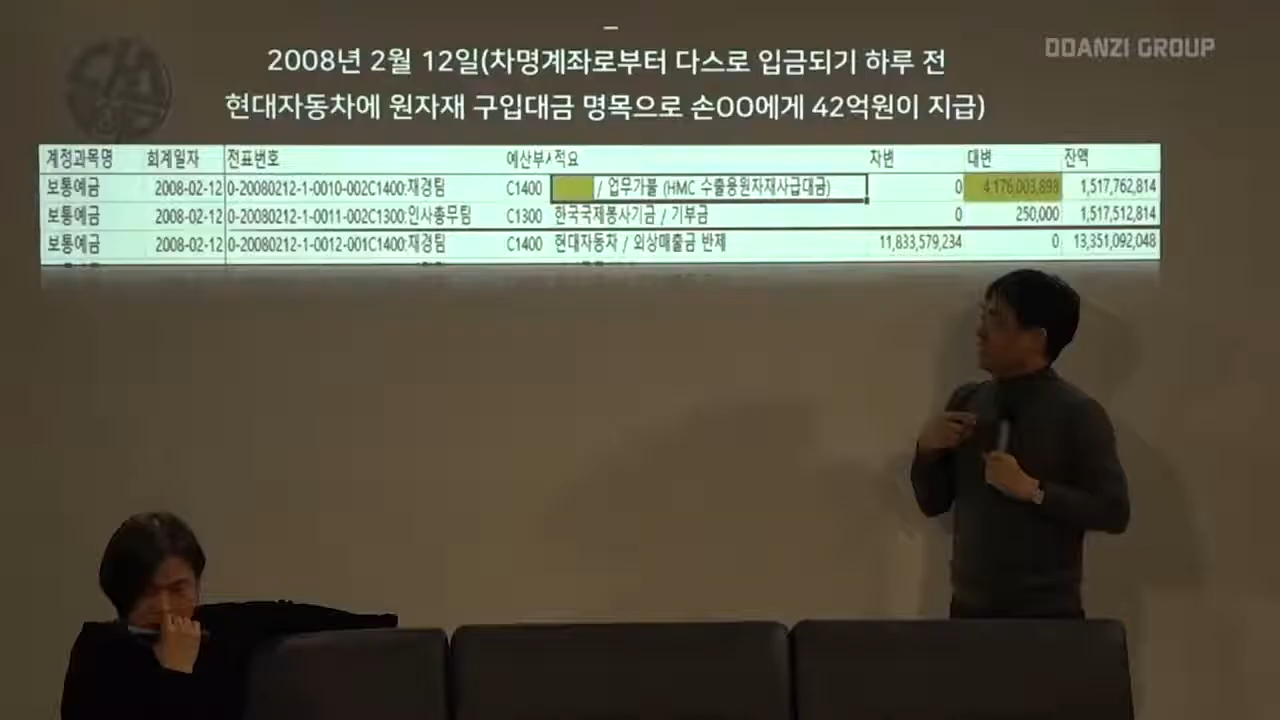 DDANZI GROUP
2008년 2월 12일(차명계좌로부터 다스로 입금되기 하루 전
현대자동차에 원자재 구입대금 명목으로 손OO에게 42억원이 지급)
계정과목명 회계일자 전표번호 예산부서 적요 차변 대변 잔액
보통예금 2008-02-12 0-20080212-1-0010-002C1400:재경팀 C1400 / 업무가불 (HMC 수출용원자재사급대금) 0 4,176,003,898 1,517,762,814
보통예금 2008-02-12 0-20080212-1-0011-002C1300:인사총무팀 C1300 한국국제봉사기금 / 기부금 0 250,000 1,517,512,814
보통예금 2008-02-12 0-20080212-1-0012-001C1400:재경팀 C1400 현대자동차 / 외상매출금 반제 11,833,579,234 0 13,351,092,048